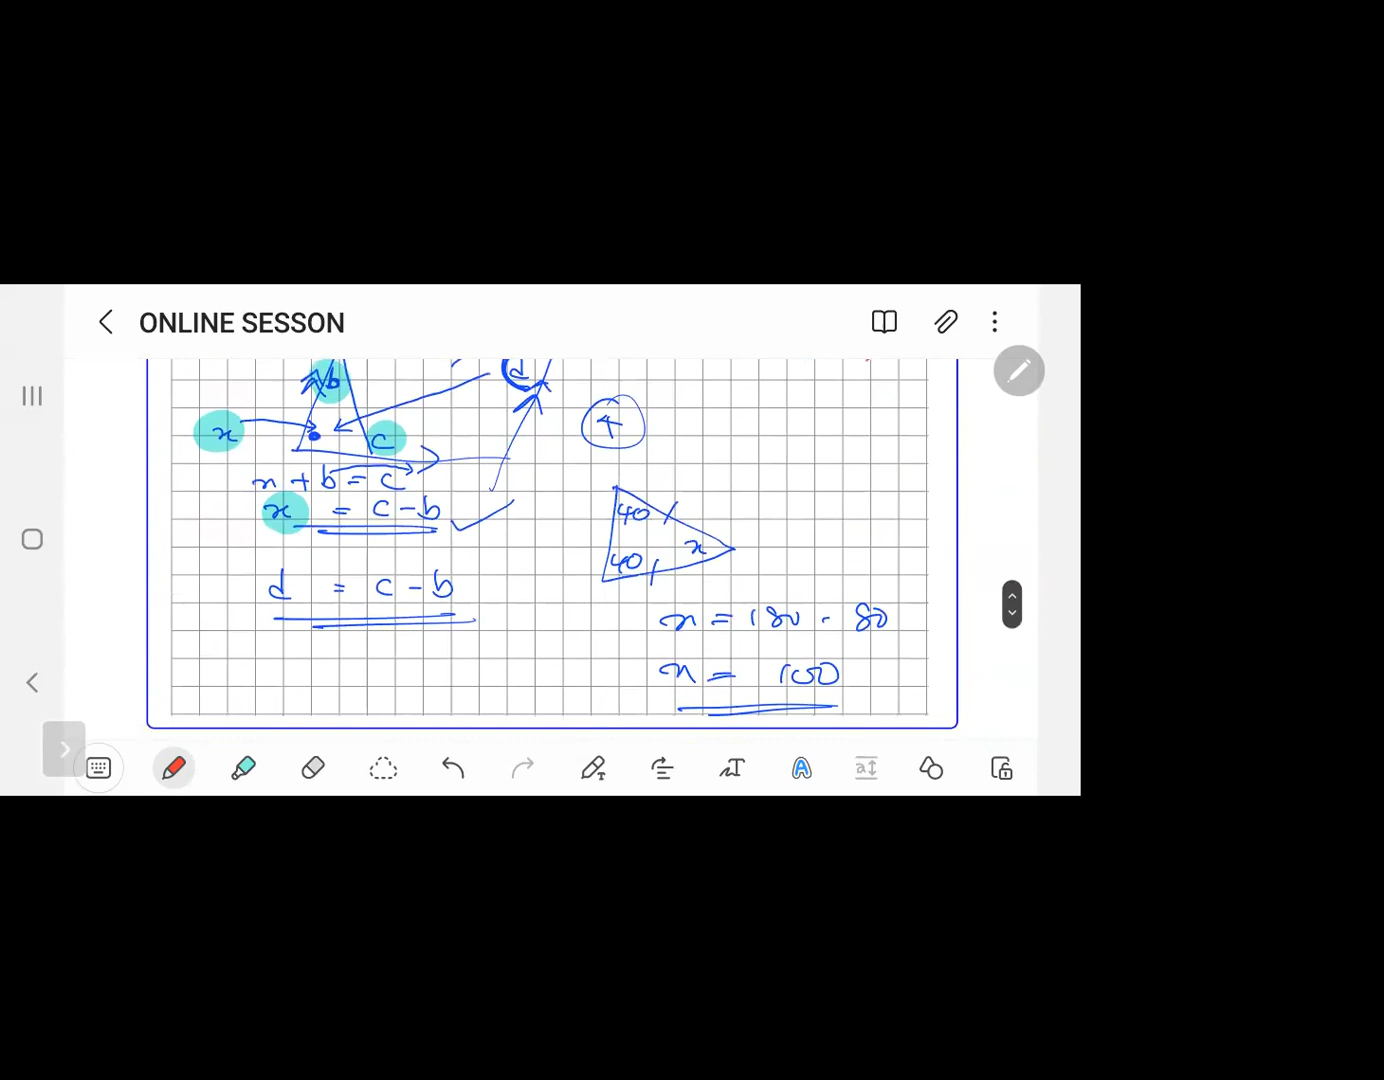 ONLINE SESSON
b
d
x
c
x + b = c
x = c - b
d = c - b
4
40
40
x
x = 180 - 80
x = 100